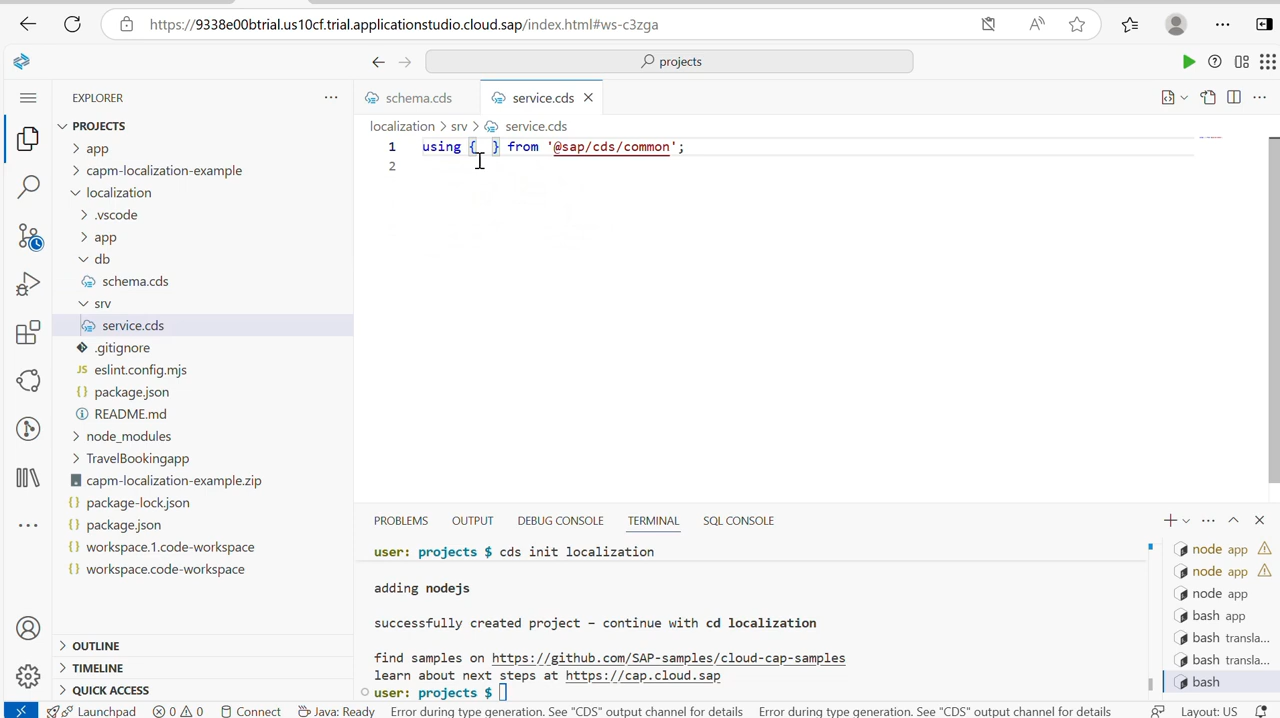 https://9338e00btrial.us10cf.trial.applicationstudio.cloud.sap/index.html#ws-c3zga
projects
EXPLORER
PROJECTS
app
capm-localization-example
localization
.vscode
app
db
schema.cds
srv
service.cds
.gitignore
JS eslint.config.mjs
{} package.json
README.md
node_modules
TravelBookingapp
capm-localization-example.zip
{} package-lock.json
{} package.json
{} workspace.1.code-workspace
{} workspace.code-workspace
OUTLINE
TIMELINE
QUICK ACCESS
schema.cds
service.cds
localization > srv > service.cds
1 using { } from '@sap/cds/common';
2
PROBLEMS OUTPUT DEBUG CONSOLE TERMINAL SQL CONSOLE
user: projects $ cds init localization
adding nodejs
successfully created project – continue with cd localization
find samples on https://github.com/SAP-samples/cloud-cap-samples
learn about next steps at https://cap.cloud.sap
user: projects $
node app
node app
node app
bash app
bash transla...
bash transla...
bash
Launchpad 0 0 Connect Java: Ready Error during type generation. See "CDS" output channel for details Error during type generation. See "CDS" output channel for details Layout: US